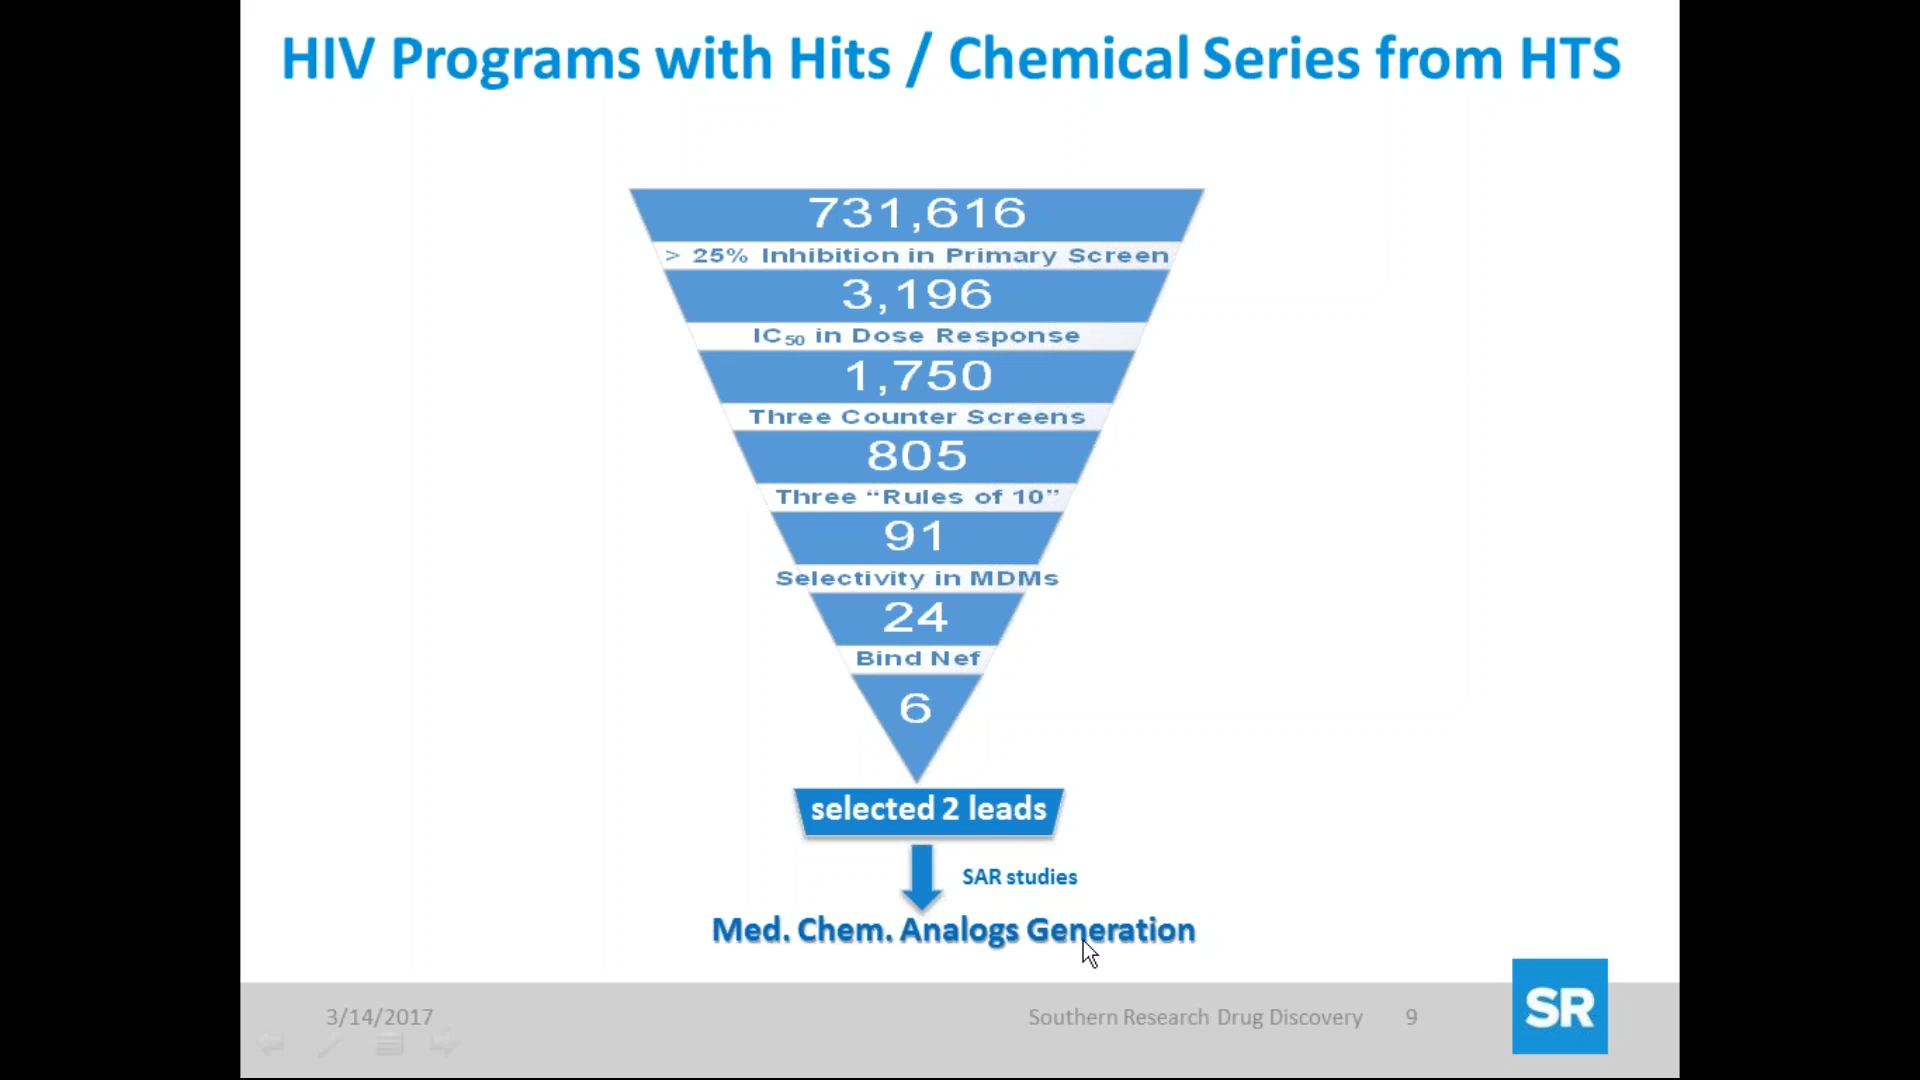 HIV Programs with Hits / Chemical Series from HTS
731,616
> 25% Inhibition in Primary Screen
3,196
IC50 in Dose Response
1,750
Three Counter Screens
805
Three “Rules of 10”
91
Selectivity in MDMs
24
Bind Nef
6
selected 2 leads
SAR studies
Med. Chem. Analogs Generation
3/14/2017
Southern Research Drug Discovery 9
SR